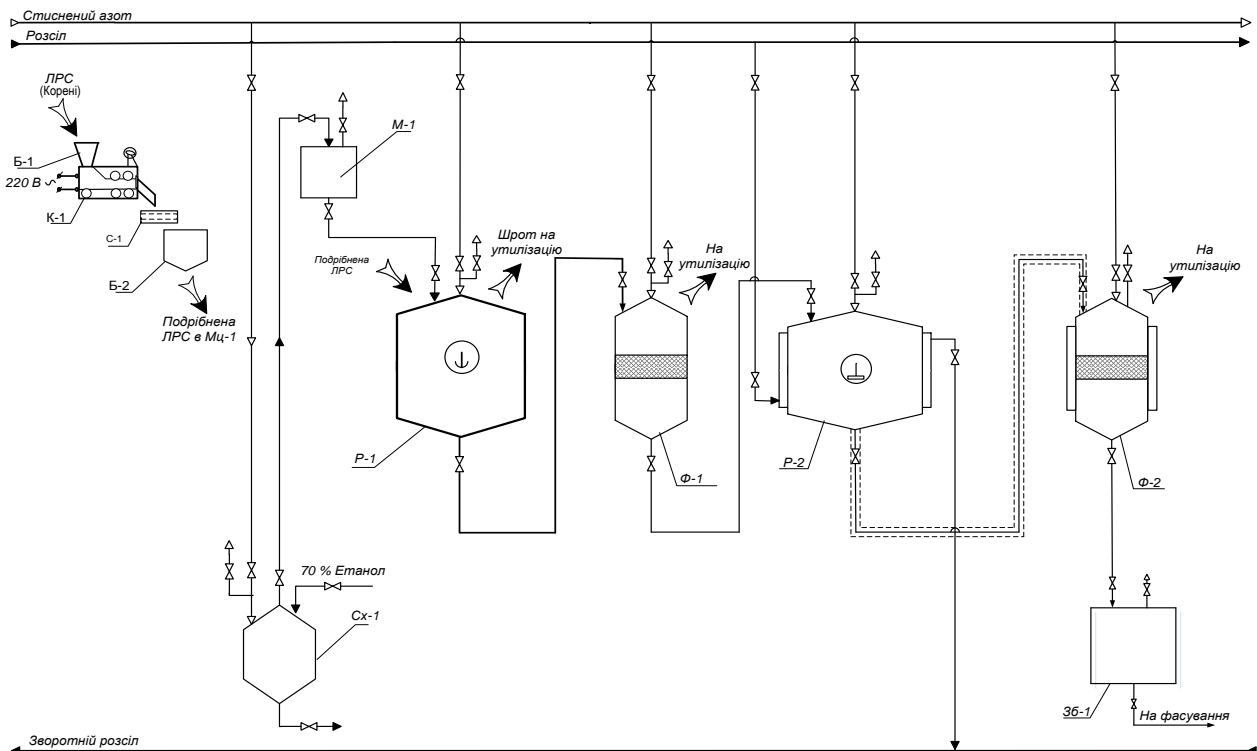 Стиснений азот
Розсіл
ЛРС
(Корені)
Б-1
220 В
К-1
С-1
Б-2
Подрібнена
ЛРС в Мц-1
М-1
Подрібнена
ЛРС
Шрот на
утилізацію
Р-1
На
утилізацію
Ф-1
Р-2
На
утилізацію
Ф-2
70 % Етанол
Сх-1
Зб-1
На фасування
Зворотній розсіл